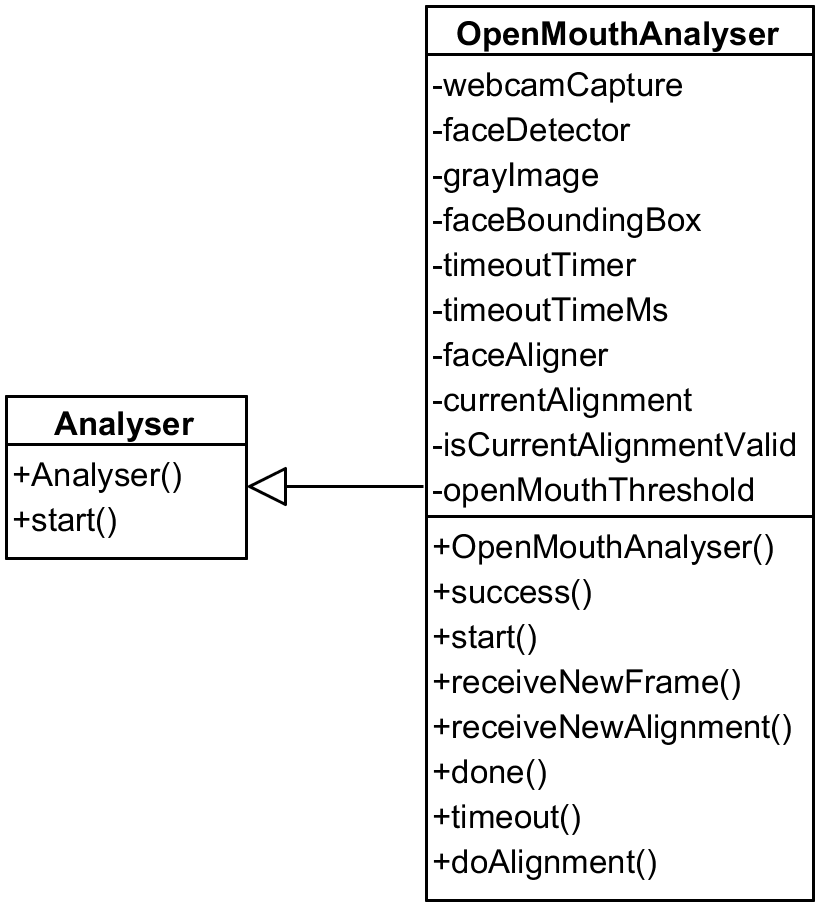 OpenMouthAnalyser
-webcamCapture
-faceDetector
-grayImage
-faceBoundingBox
-timeoutTimer
-timeoutTimeMs
-faceAligner
-currentAlignment
-isCurrentAlignmentValid
-openMouthThreshold
+OpenMouthAnalyser()
+success()
+start()
+receiveNewFrame()
+receiveNewAlignment()
+done()
+timeout()
+doAlignment()
Analyser
+Analyser()
+start()